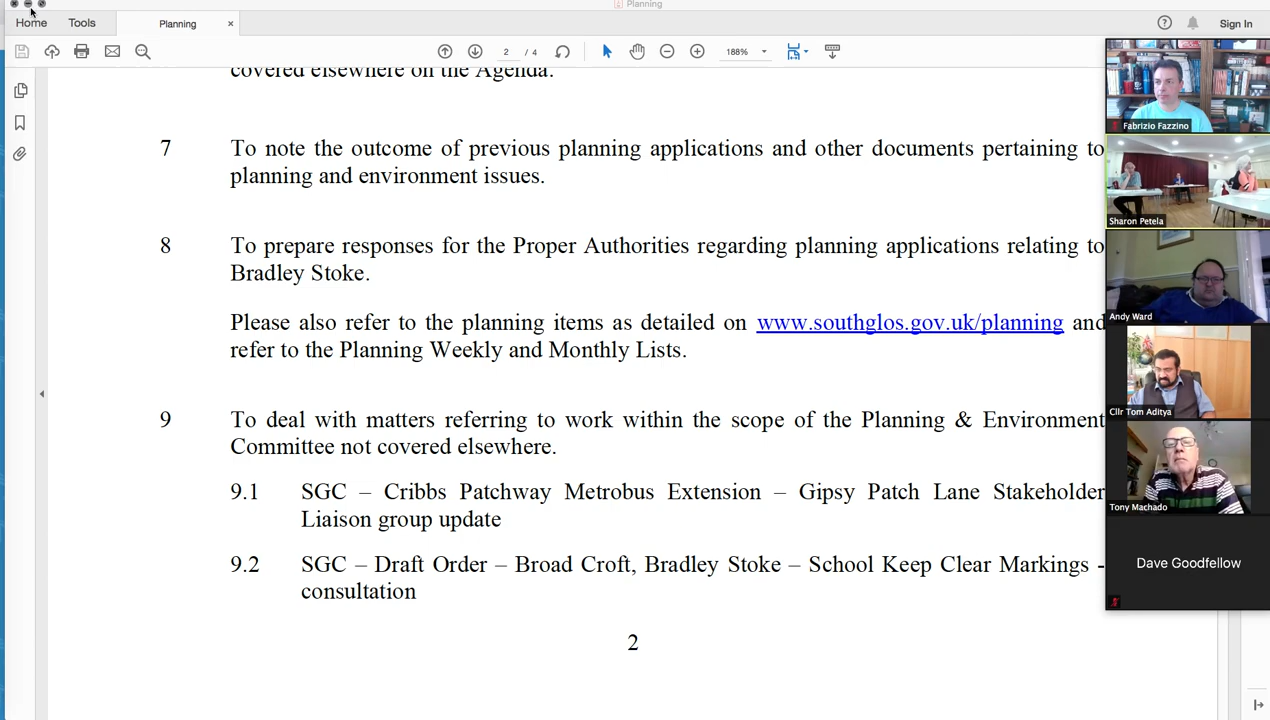 Planning
Home
Tools
Planning
×
Sign In
2 / 4
188%
covered elsewhere on the Agenda.
7 To note the outcome of previous planning applications and other documents pertaining to
planning and environment issues.
8 To prepare responses for the Proper Authorities regarding planning applications relating to
Bradley Stoke.
Please also refer to the planning items as detailed on www.southglos.gov.uk/planning and
refer to the Planning Weekly and Monthly Lists.
9 To deal with matters referring to work within the scope of the Planning & Environment
Committee not covered elsewhere.
9.1 SGC – Cribbs Patchway Metrobus Extension – Gipsy Patch Lane Stakeholder
Liaison group update
9.2 SGC – Draft Order – Broad Croft, Bradley Stoke – School Keep Clear Markings -
consultation
2
Fabrizio Fazzino
Sharon Petela
Andy Ward
Cllr Tom Aditya
Tony Machado
Dave Goodfellow